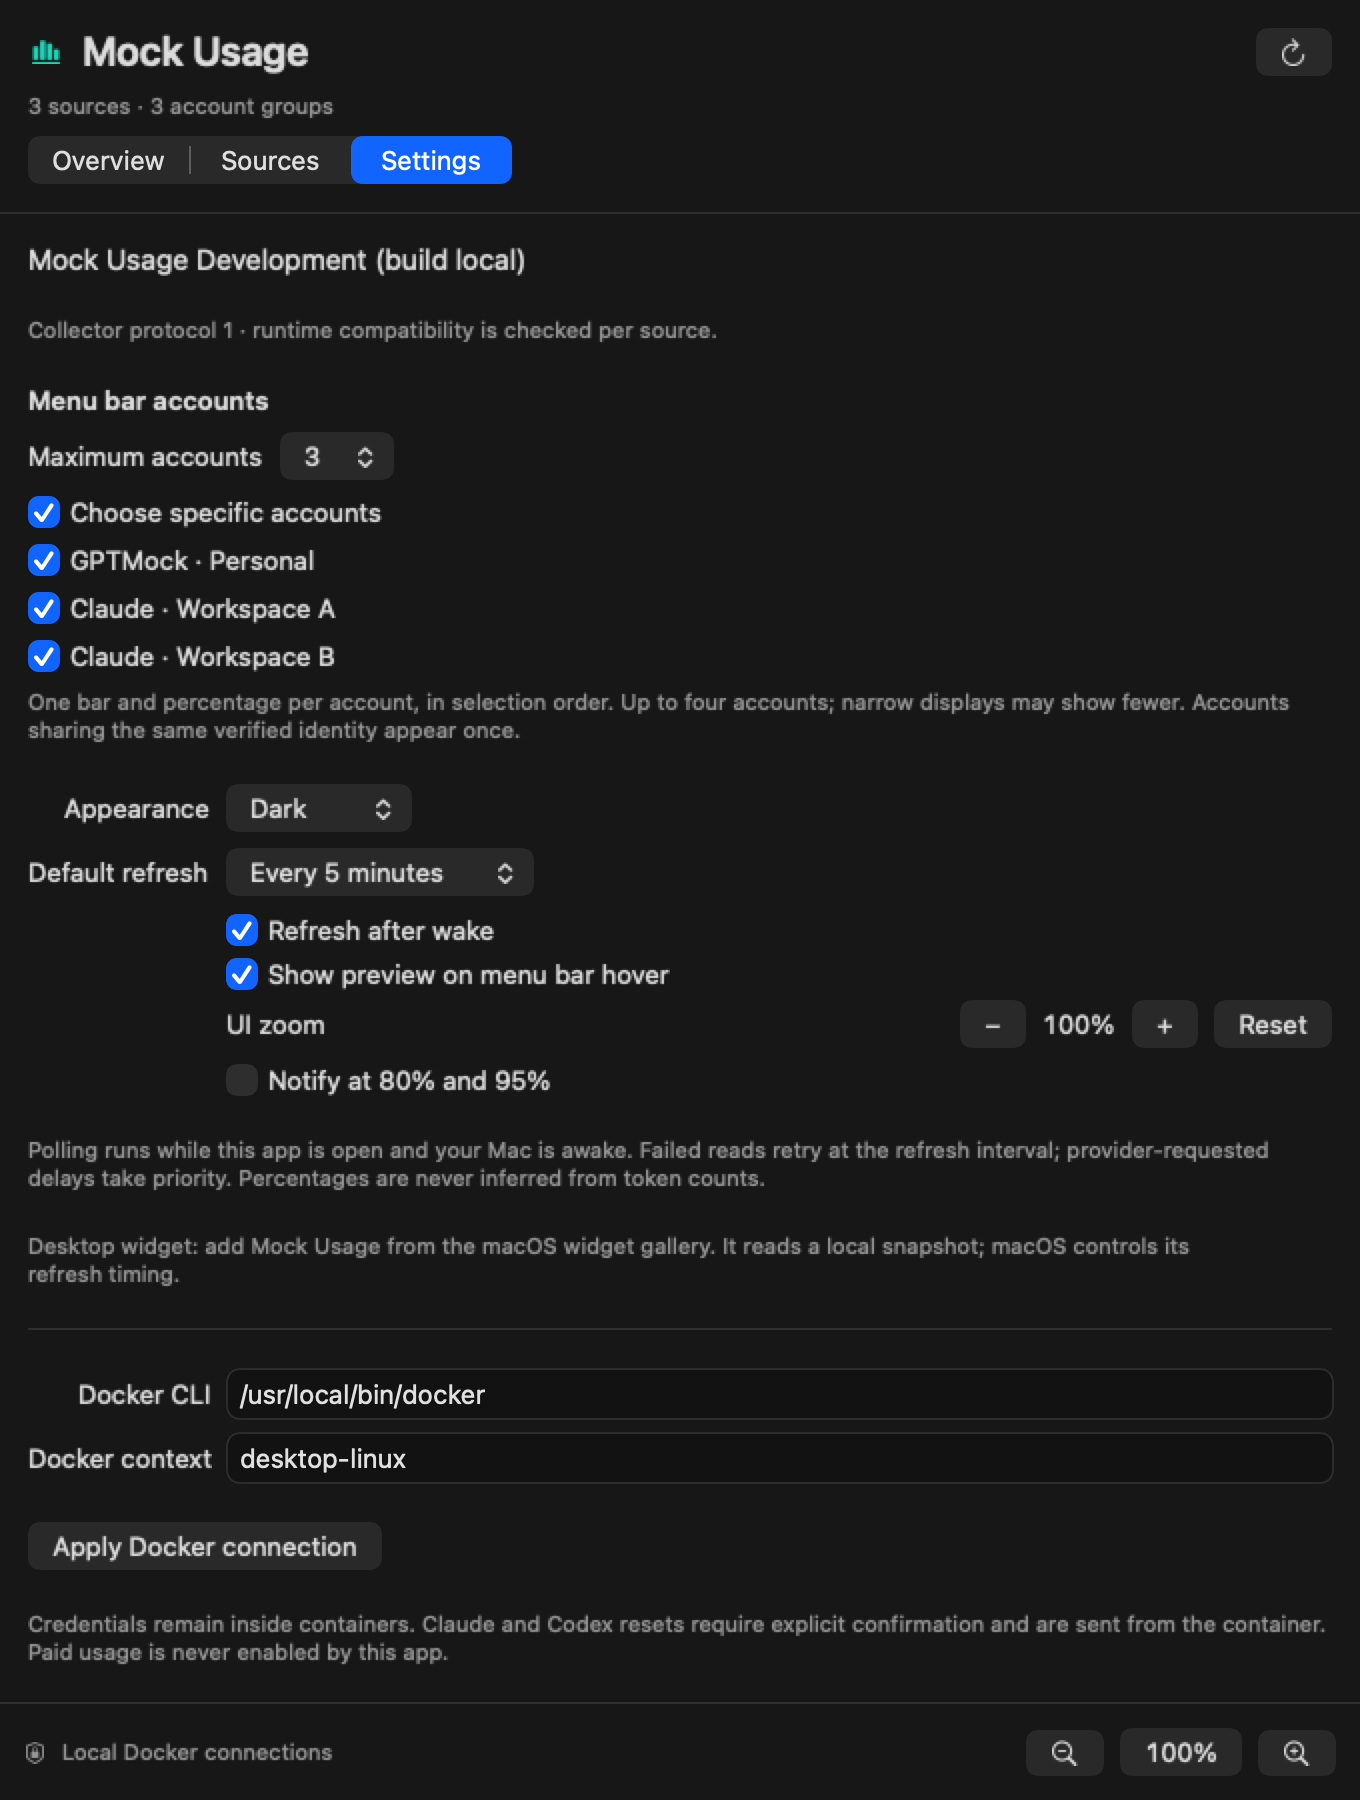 Mock Usage
3 sources · 3 account groups
Overview
Sources
Settings
Mock Usage Development (build local)
Collector protocol 1 · runtime compatibility is checked per source.
Menu bar accounts
Maximum accounts
3
Choose specific accounts
GPTMock · Personal
Claude · Workspace A
Claude · Workspace B
One bar and percentage per account, in selection order. Up to four accounts; narrow displays may show fewer. Accounts
sharing the same verified identity appear once.
Appearance
Dark
Default refresh
Every 5 minutes
Refresh after wake
Show preview on menu bar hover
UI zoom
–
100%
+
Reset
Notify at 80% and 95%
Polling runs while this app is open and your Mac is awake. Failed reads retry at the refresh interval; provider-requested
delays take priority. Percentages are never inferred from token counts.
Desktop widget: add Mock Usage from the macOS widget gallery. It reads a local snapshot; macOS controls its
refresh timing.
Docker CLI
/usr/local/bin/docker
Docker context
desktop-linux
Apply Docker connection
Credentials remain inside containers. Claude and Codex resets require explicit confirmation and are sent from the container.
Paid usage is never enabled by this app.
Local Docker connections
100%